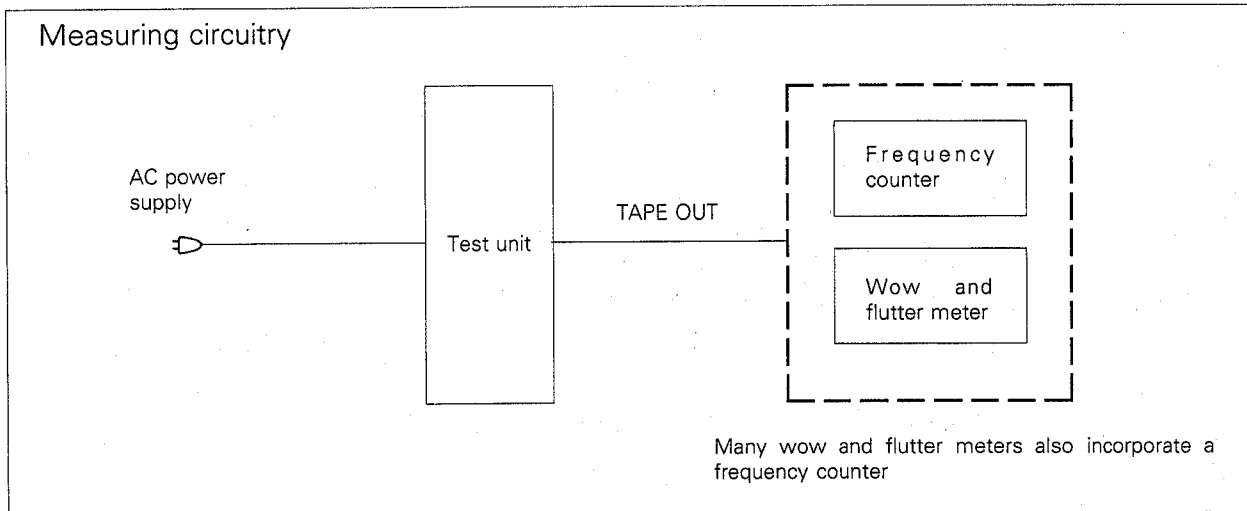 Measuring circuitry
AC power
supply
Test unit
TAPE OUT
Frequency
counter
Wow and
flutter meter
Many wow and flutter meters also incorporate a
frequency counter